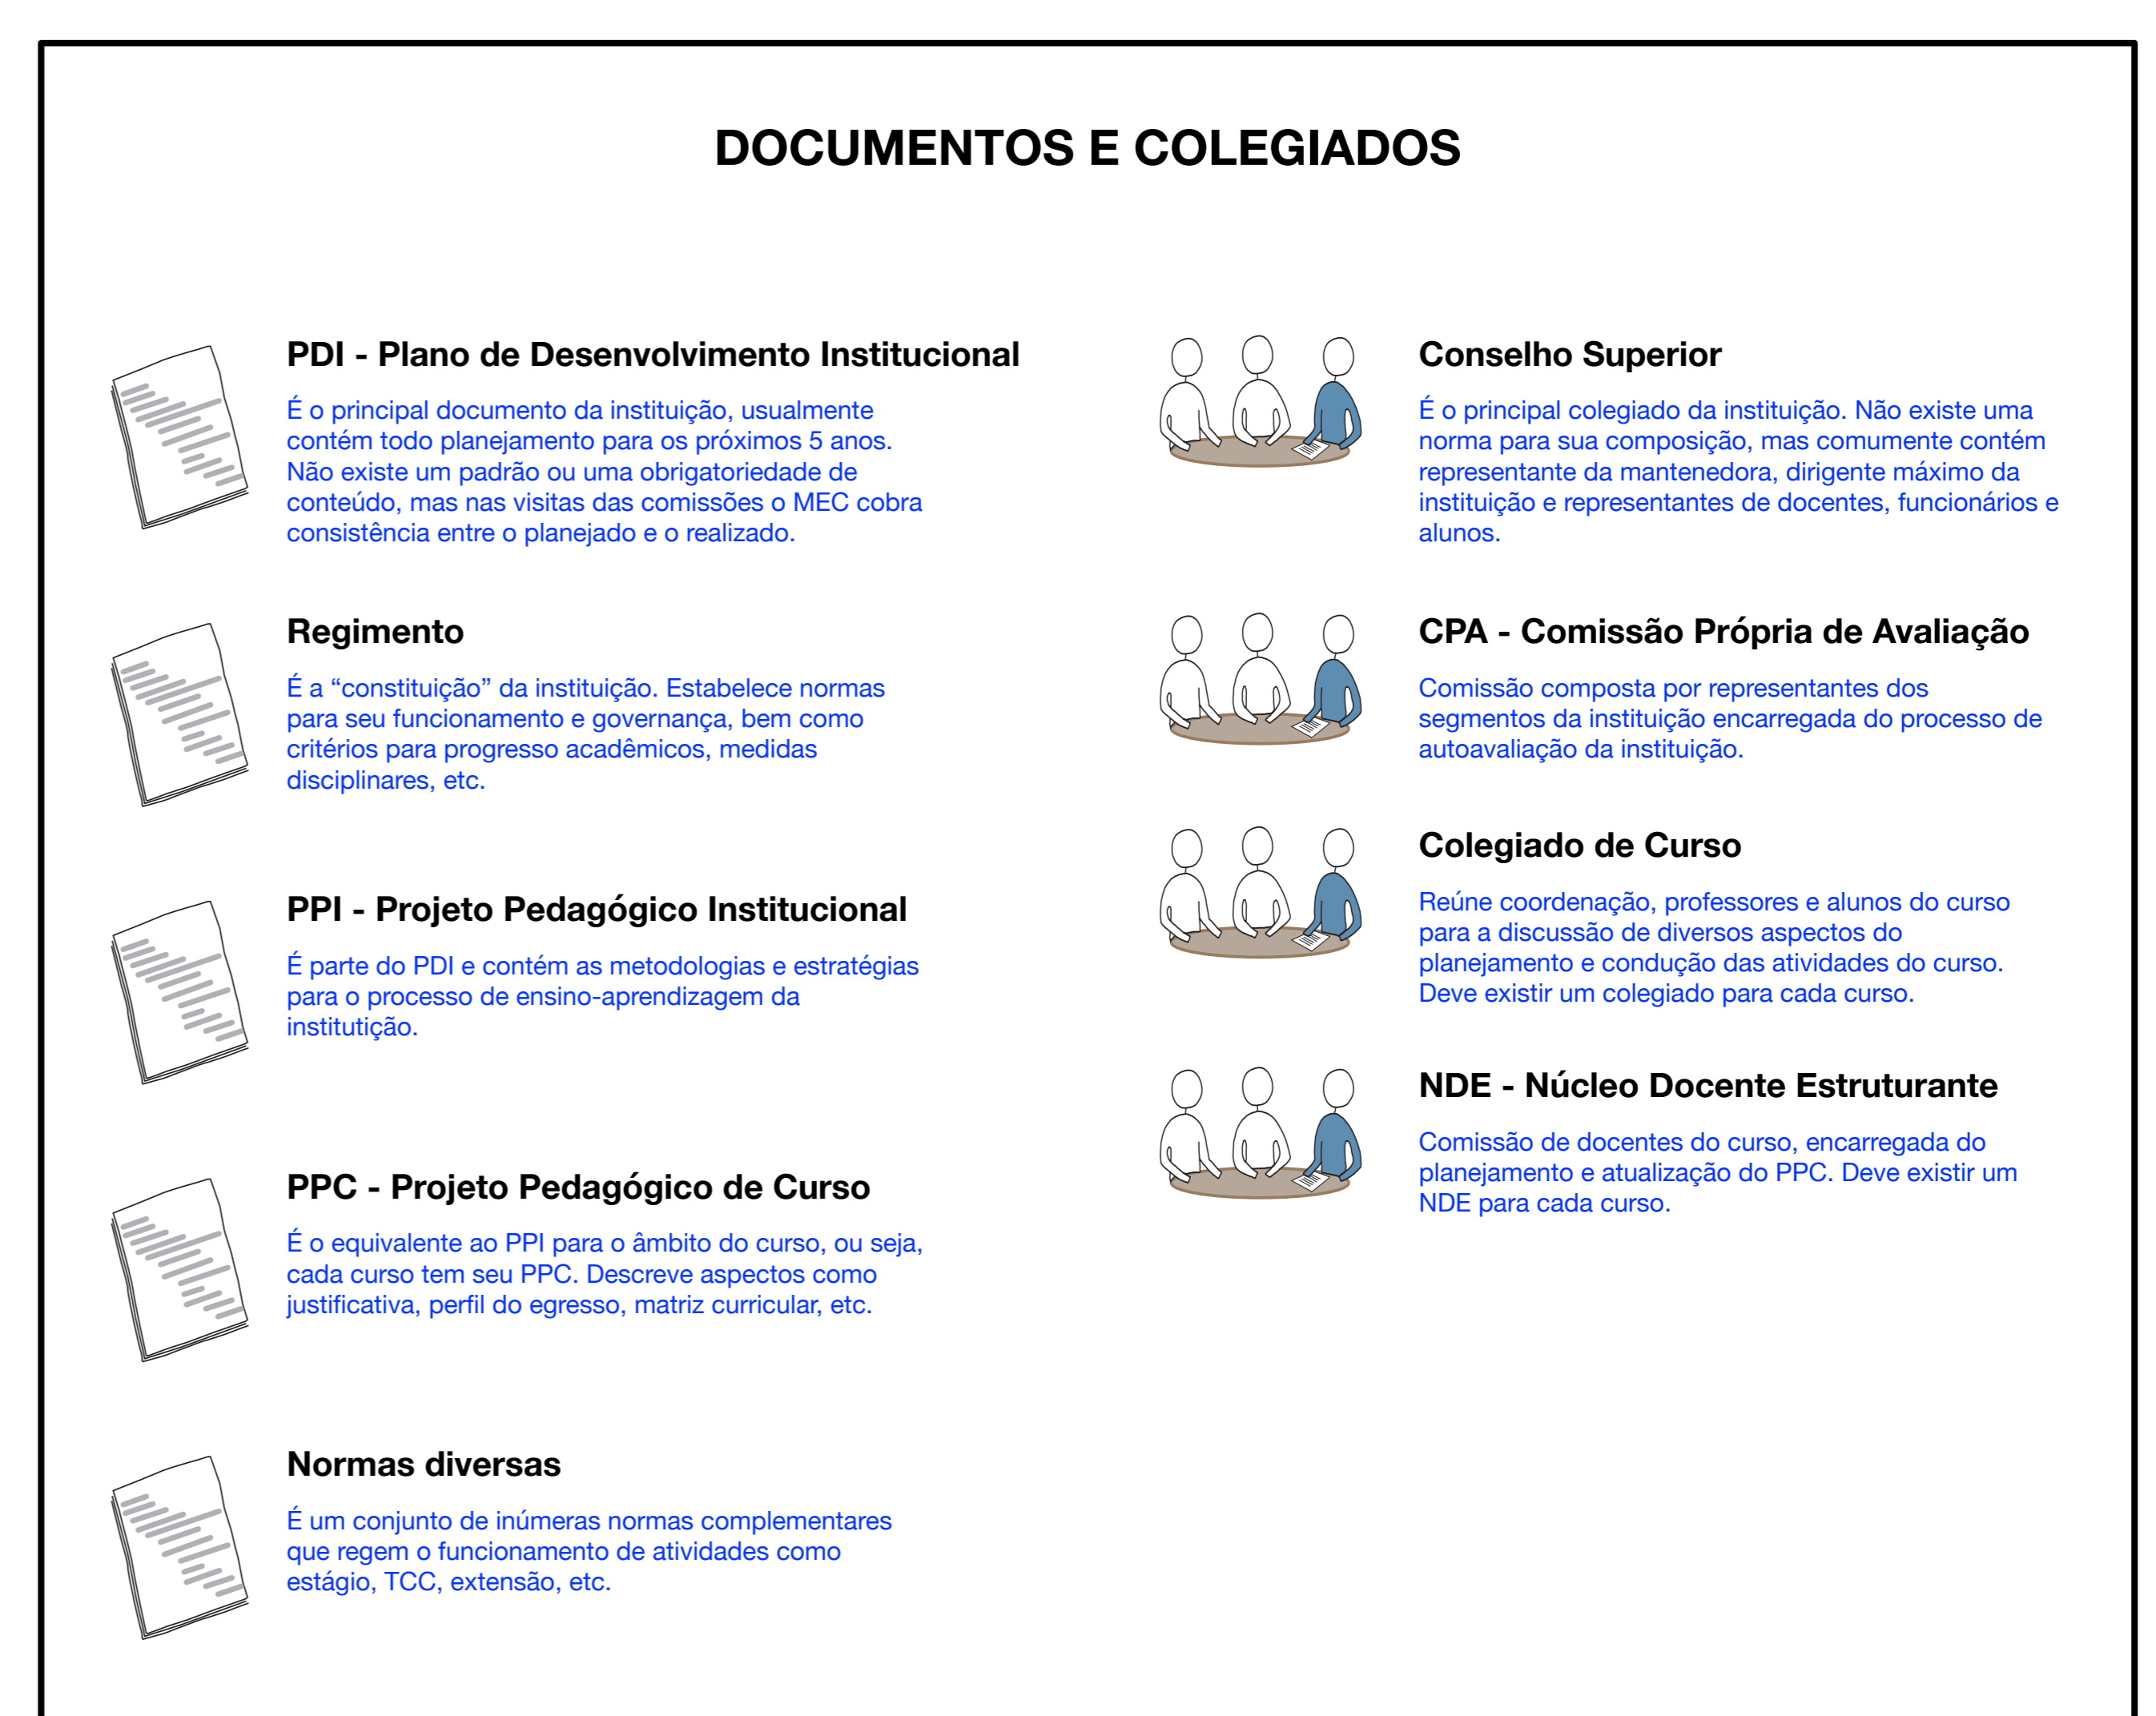 DOCUMENTOS E COLEGIADOS
PDI - Plano de Desenvolvimento Institucional
É o principal documento da instituição, usualmente
contém todo planejamento para os próximos 5 anos.
Não existe um padrão ou uma obrigatoriedade de
conteúdo, mas nas visitas das comissões o MEC cobra
consistência entre o planejado e o realizado.
Regimento
É a “constituição” da instituição. Estabelece normas
para seu funcionamento e governança, bem como
critérios para progresso acadêmicos, medidas
disciplinares, etc.
PPI - Projeto Pedagógico Institucional
É parte do PDI e contém as metodologias e estratégias
para o processo de ensino-aprendizagem da
institutição.
PPC - Projeto Pedagógico de Curso
É o equivalente ao PPI para o âmbito do curso, ou seja,
cada curso tem seu PPC. Descreve aspectos como
justificativa, perfil do egresso, matriz curricular, etc.
Normas diversas
É um conjunto de inúmeras normas complementares
que regem o funcionamento de atividades como
estágio, TCC, extensão, etc.
Conselho Superior
É o principal colegiado da instituição. Não existe uma
norma para sua composição, mas comumente contém
representante da mantenedora, dirigente máximo da
instituição e representantes de docentes, funcionários e
alunos.
CPA - Comissão Própria de Avaliação
Comissão composta por representantes dos
segmentos da instituição encarregada do processo de
autoavaliação da instituição.
Colegiado de Curso
Reúne coordenação, professores e alunos do curso
para a discussão de diversos aspectos do
planejamento e condução das atividades do curso.
Deve existir um colegiado para cada curso.
NDE - Núcleo Docente Estruturante
Comissão de docentes do curso, encarregada do
planejamento e atualização do PPC. Deve existir um
NDE para cada curso.